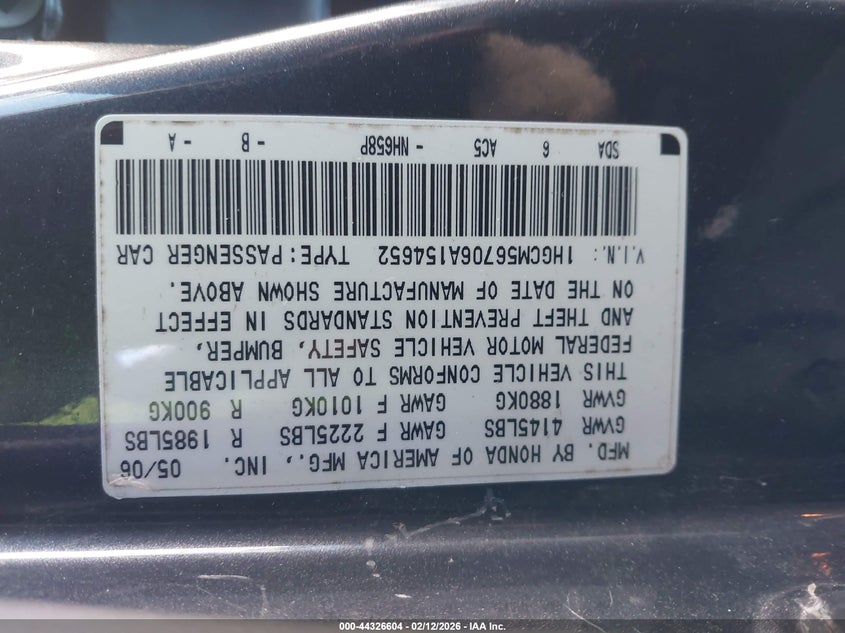 MFD. BY HONDA OF AMERICA MFG., INC. 05/06
GVWR 4145LBS GAWR F 2225LBS R 1985LBS
GVWR 1880KG GAWR F 1010KG R 900KG
THIS VEHICLE CONFORMS TO ALL APPLICABLE
FEDERAL MOTOR VEHICLE SAFETY, BUMPER,
AND THEFT PREVENTION STANDARDS IN EFFECT
ON THE DATE OF MANUFACTURE SHOWN ABOVE.
V.I.N.: 1HGCM56706A154652 TYPE:PASSENGER CAR
SDA 6 AC5 - NH658P - B - A
000-44326604 - 02/12/2026 - IAA Inc.